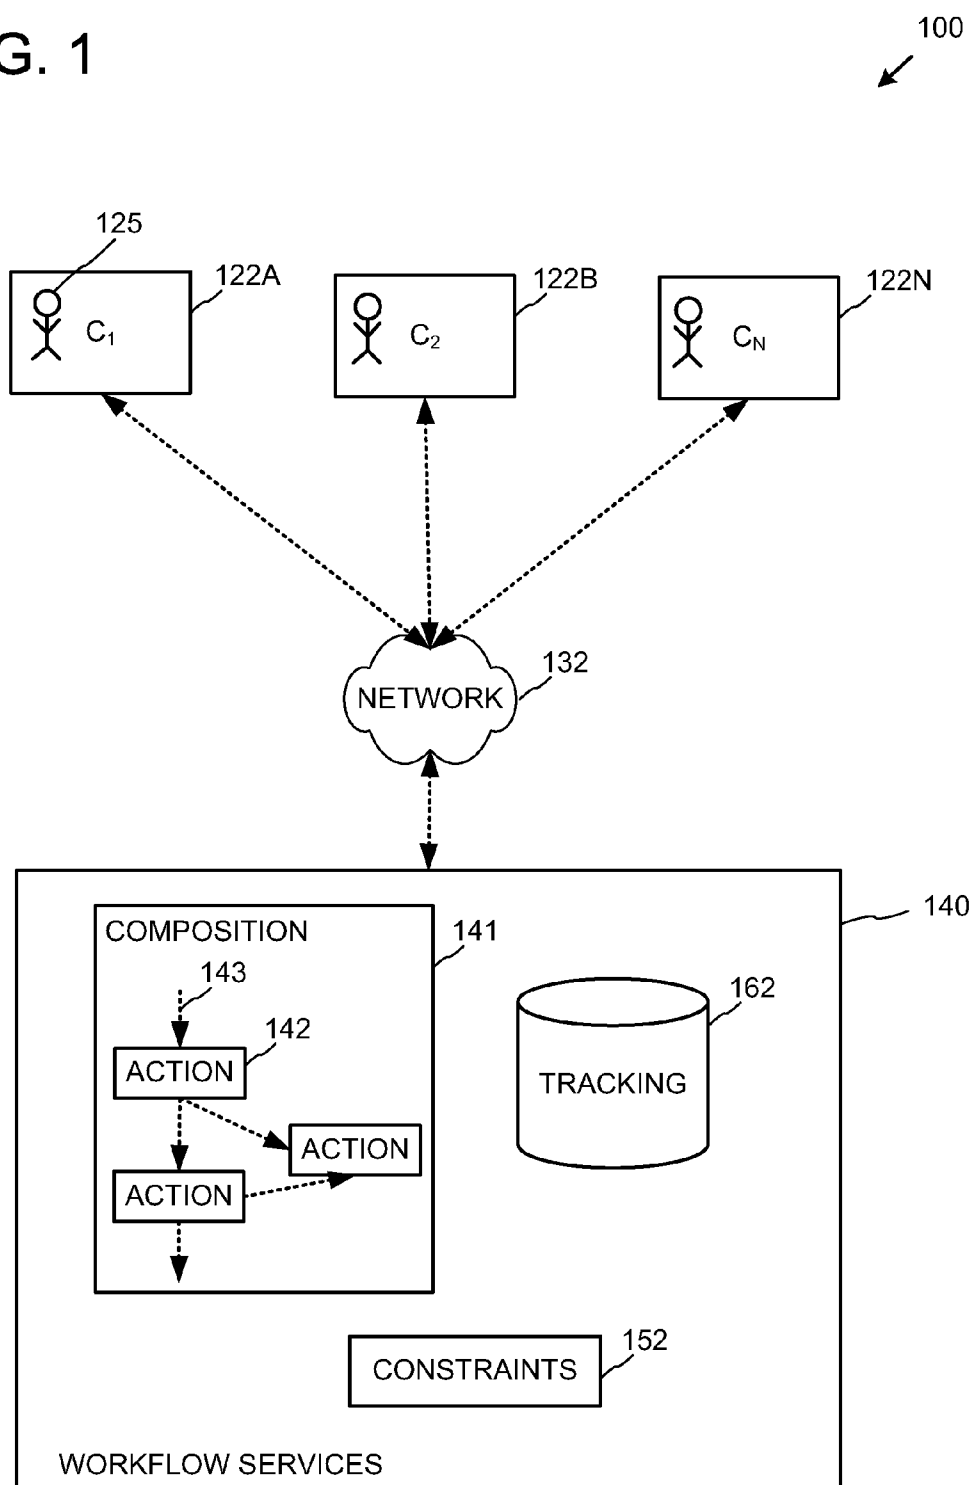 G. 1
100
125
122A
122B
122N
C1
C2
CN
132
NETWORK
140
COMPOSITION
141
143
162
142
ACTION
TRACKING
ACTION
ACTION
152
CONSTRAINTS
WORKFLOW SERVICES